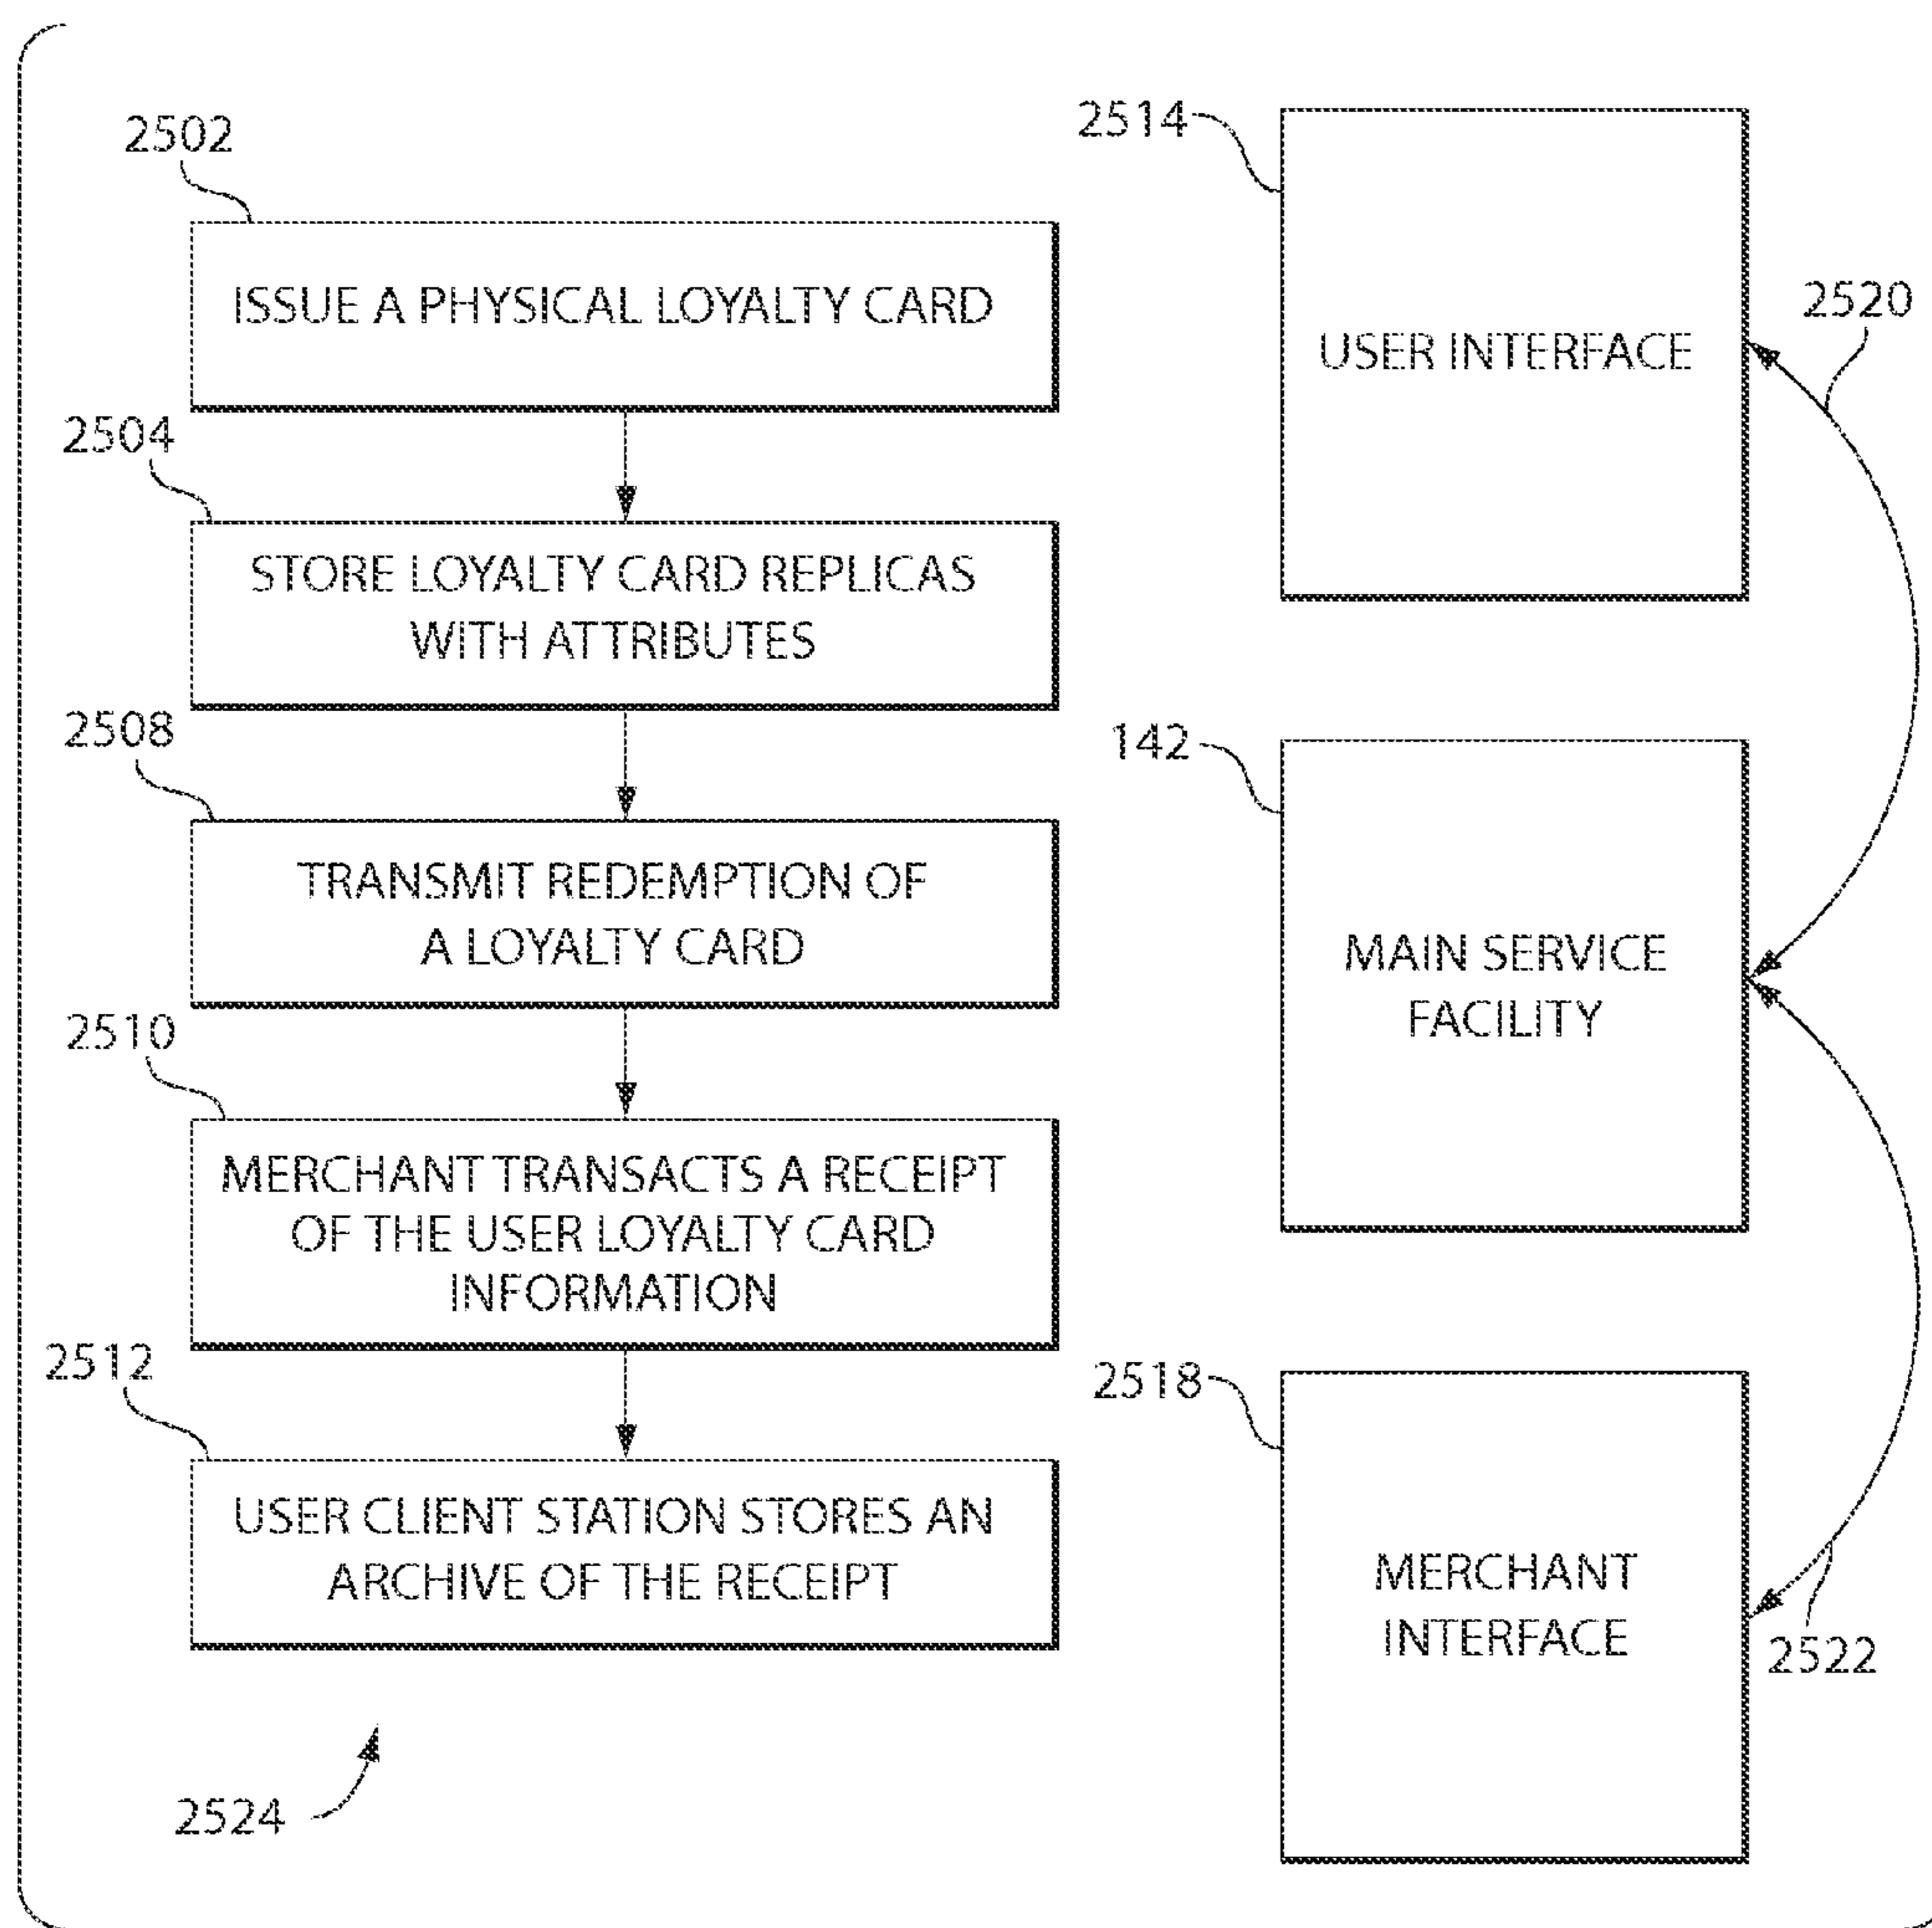 2502
ISSUE A PHYSICAL LOYALTY CARD
2504
STORE LOYALTY CARD REPLICAS
WITH ATTRIBUTES
2508
TRANSMIT REDEMPTION OF
A LOYALTY CARD
2510
MERCHANT TRANSACTS A RECEIPT
OF THE USER LOYALTY CARD
INFORMATION
2512
USER CLIENT STATION STORES AN
ARCHIVE OF THE RECEIPT
2524
2514
USER INTERFACE
2520
142
MAIN SERVICE
FACILITY
2518
MERCHANT
INTERFACE
2522